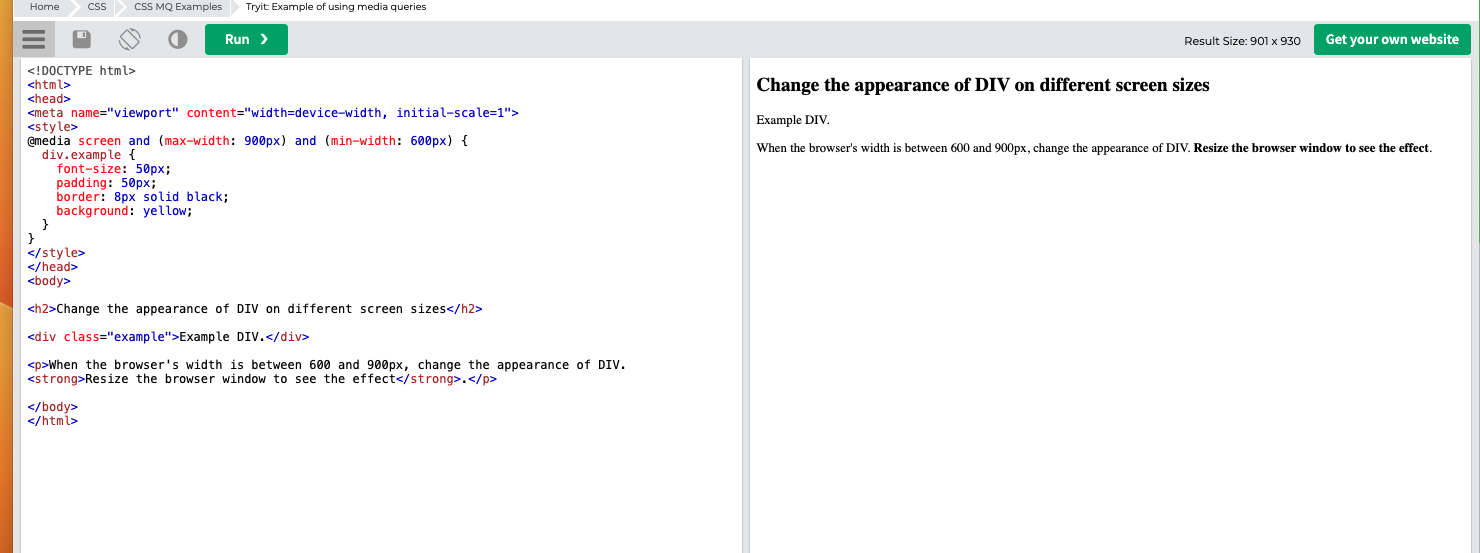 Home CSS CSS MQ Examples Tryit: Example of using media queries
Run ❯ Result Size: 901 x 930 Get your own website
<!DOCTYPE html>
<html>
<head>
<meta name="viewport" content="width=device-width, initial-scale=1">
<style>
@media screen and (max-width: 900px) and (min-width: 600px) {
  div.example {
    font-size: 50px;
    padding: 50px;
    border: 8px solid black;
    background: yellow;
  }
}
</style>
</head>
<body>
<h2>Change the appearance of DIV on different screen sizes</h2>
<div class="example">Example DIV.</div>
<p>When the browser's width is between 600 and 900px, change the appearance of DIV.
<strong>Resize the browser window to see the effect</strong>.</p>
</body>
</html>
Change the appearance of DIV on different screen sizes
Example DIV.
When the browser's width is between 600 and 900px, change the appearance of DIV. Resize the browser window to see the effect.